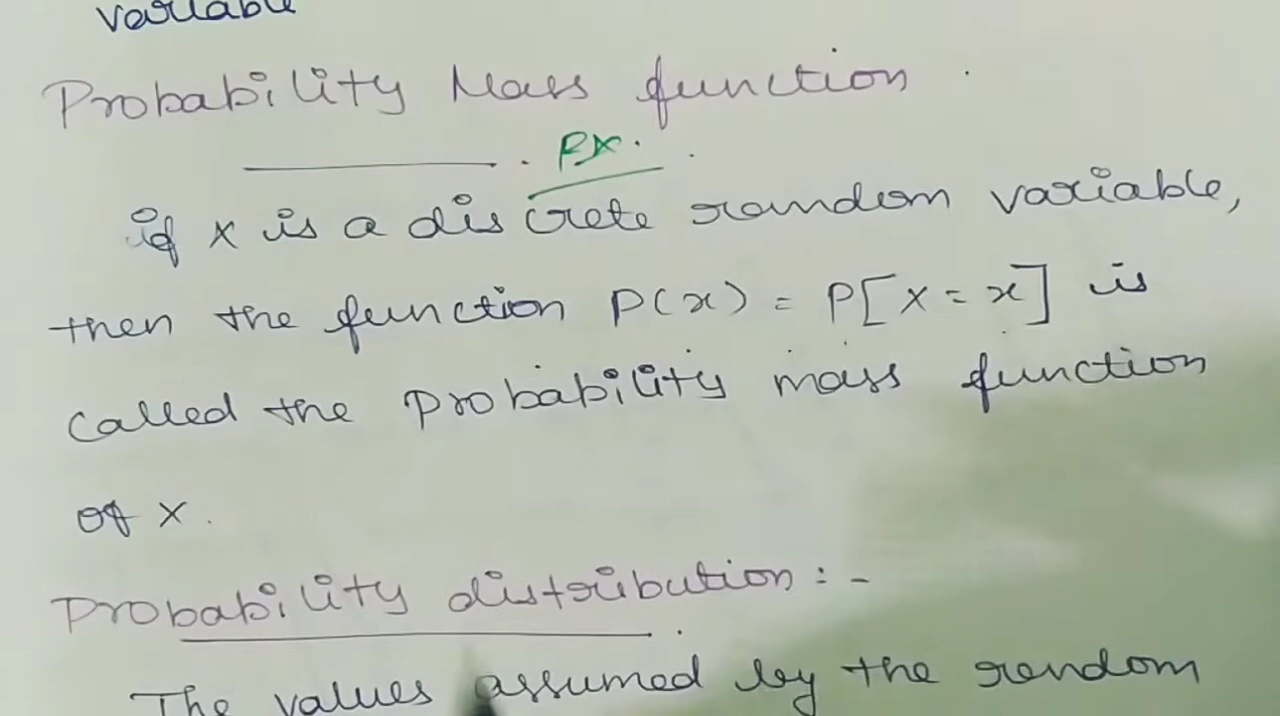 variable
Probability Mass function
PX.
if X is a discrete random variable,
then the function P(x) = P[X = x] is
called the probability mass function
of X.
Probability distribution : -
The values assumed by the random